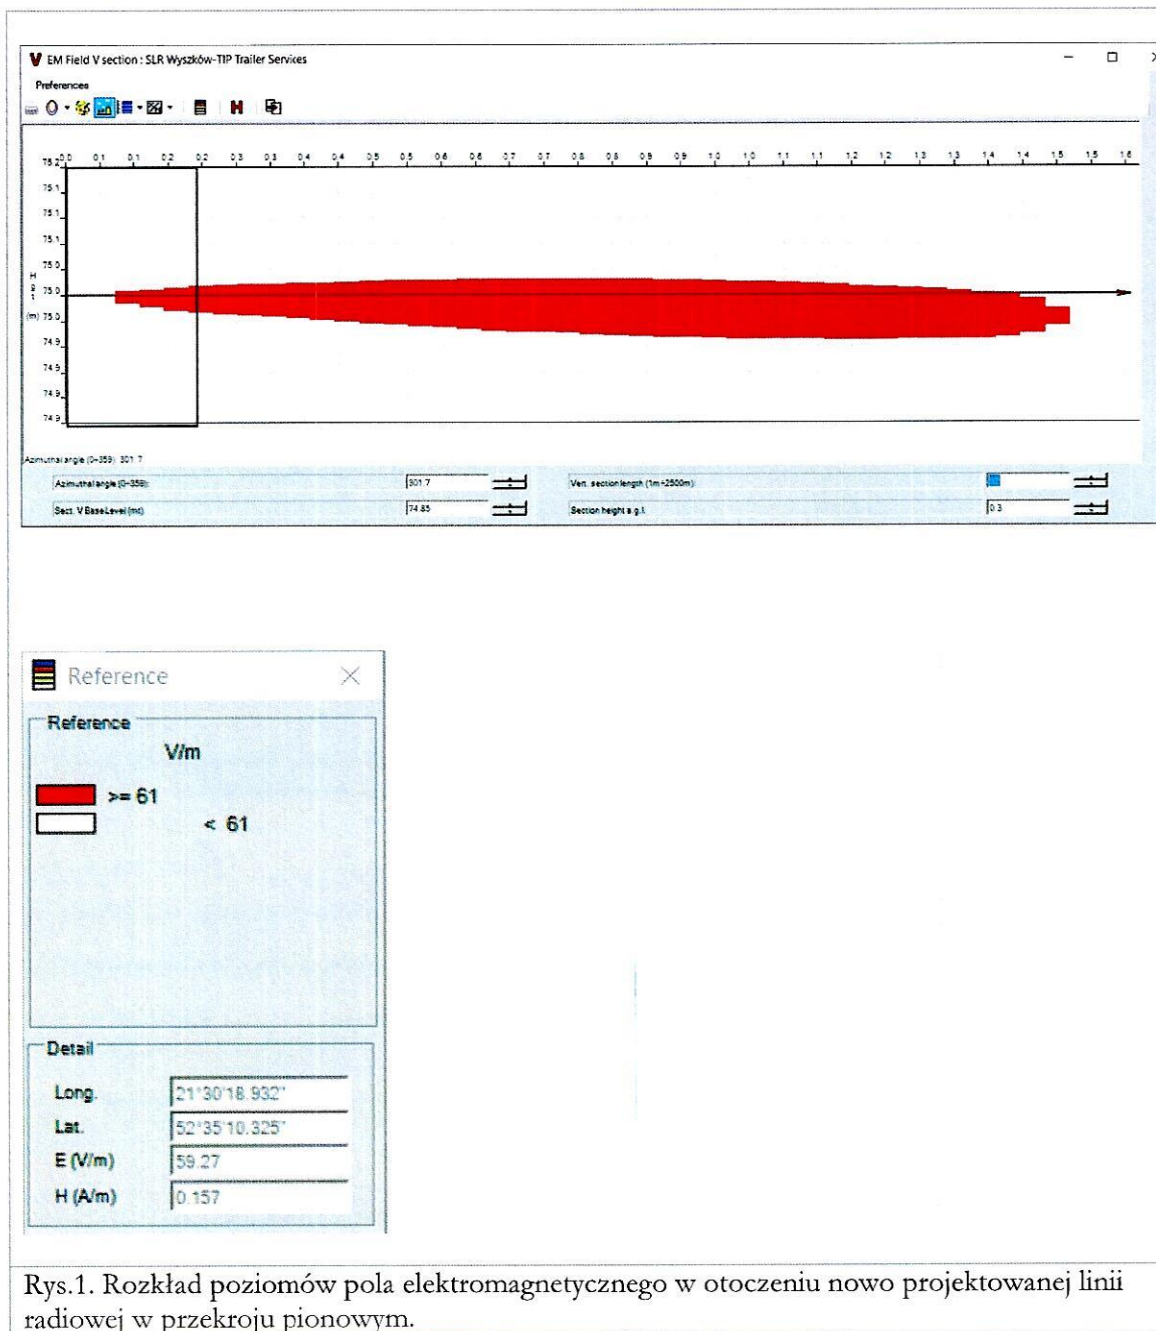 EM Field V section : SLR Wyszków-TIP Trailer Services
Preferences
0.0 0.1 0.1 0.2 0.2 0.3 0.3 0.4 0.4 0.5 0.5 0.6 0.6 0.7 0.7 0.8 0.8 0.9 0.9 1.0 1.0 1.1 1.1 1.2 1.2 1.3 1.3 1.4 1.4 1.5 1.5 1.6
75.2
75.1
75.1
75.1
75.0
75.0
75.0
74.9
74.9
74.9
74.9
Hgt
(m)
Azimuthal angle (0÷359): 301.7
Azimuthal angle (0÷359): 301.7 Vert. section length (1m÷2500m):
Sect. V Base Level (mc) 74.85 Section height a.g.l. 0.3
Reference
Reference
V/m
>= 61
< 61
Detail
Long. 21°30'18.932"
Lat. 52°35'10.325"
E (V/m) 59.27
H (A/m) 0.157
Rys.1. Rozkład poziomów pola elektromagnetycznego w otoczeniu nowo projektowanej linii
radiowej w przekroju pionowym.